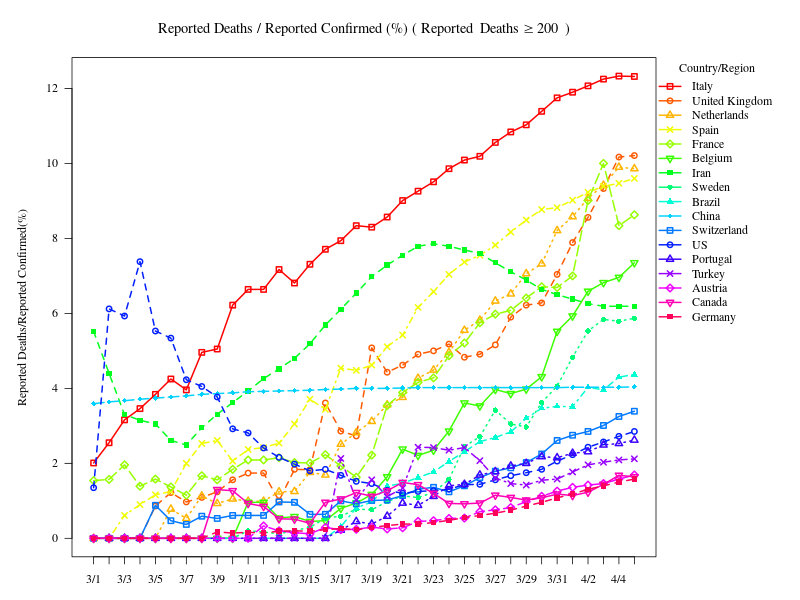 Reported Deaths / Reported Confirmed (%) ( Reported Deaths ≥ 200 )
Country/Region
Italy
United Kingdom
Netherlands
Spain
France
Belgium
Iran
Sweden
Brazil
China
Switzerland
US
Portugal
Turkey
Austria
Canada
Germany
Reported Deaths/Reported Confirmed(%)
12
10
8
6
4
2
0
3/1 3/3 3/5 3/7 3/9 3/11 3/13 3/15 3/17 3/19 3/21 3/23 3/25 3/27 3/29 3/31 4/2 4/4